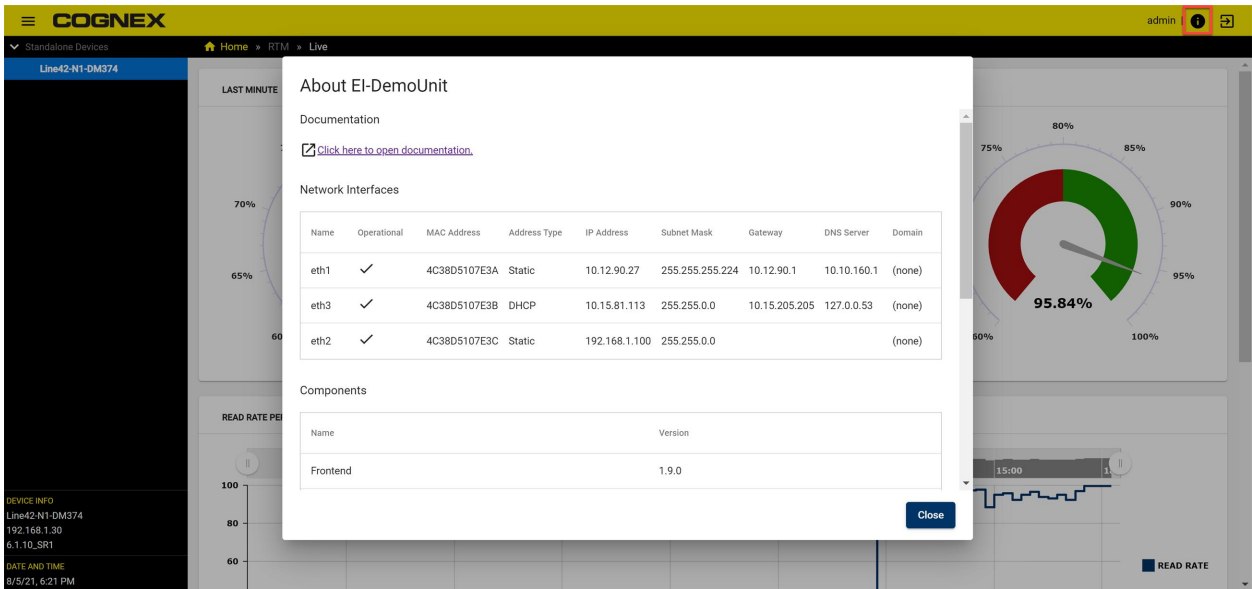 COGNEX
admin |
Standalone Devices
Home » RTM » Live
Line42-N1-DM374
LAST MINUTE
About EI-DemoUnit
Documentation
Click here to open documentation.
Network Interfaces
Name Operational MAC Address Address Type IP Address Subnet Mask Gateway DNS Server Domain
eth1 ✓ 4C38D5107E3A Static 10.12.90.27 255.255.255.224 10.12.90.1 10.10.160.1 (none)
eth3 ✓ 4C38D5107E3B DHCP 10.15.81.113 255.255.0.0 10.15.205.205 127.0.0.53 (none)
eth2 ✓ 4C38D5107E3C Static 192.168.1.100 255.255.0.0 (none)
Components
Name Version
Frontend 1.9.0
Close
70%
65%
60
80%
75% 85%
90%
95%
95.84%
60% 100%
READ RATE PE
15:00
100
80
60
READ RATE
DEVICE INFO
Line42-N1-DM374
192.168.1.30
6.1.10_SR1
DATE AND TIME
8/5/21, 6:21 PM